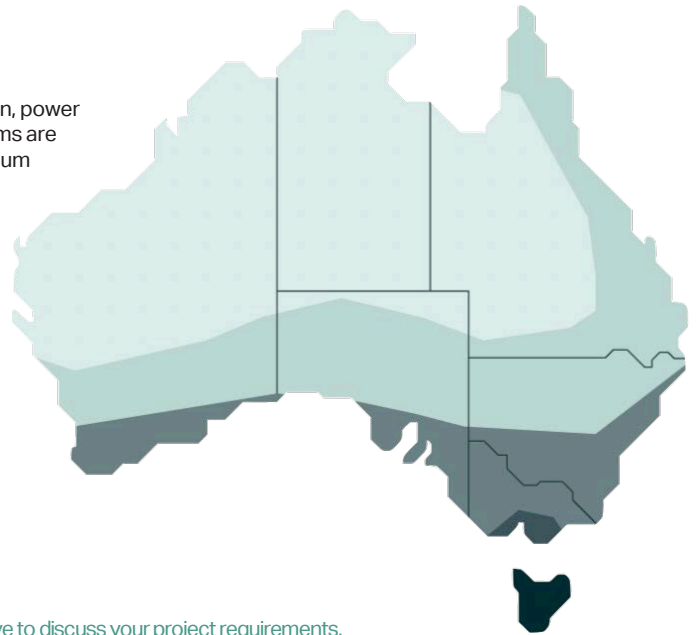 n, power
ms are
um
ve to discuss your project requirements.